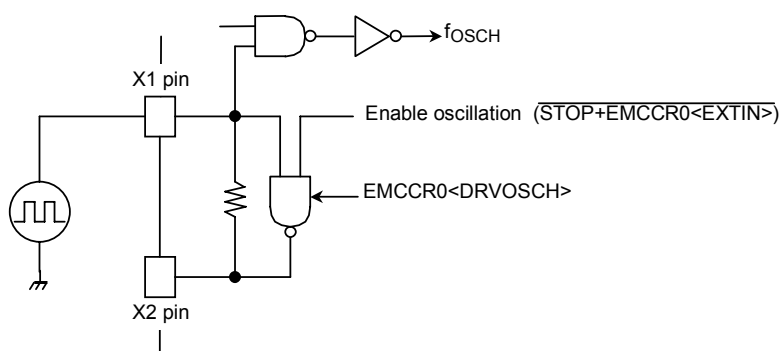 fOSCH
X1 pin
Enable oscillation (STOP+EMCCR0<EXTIN>)
EMCCR0<DRVOSCH>
X2 pin